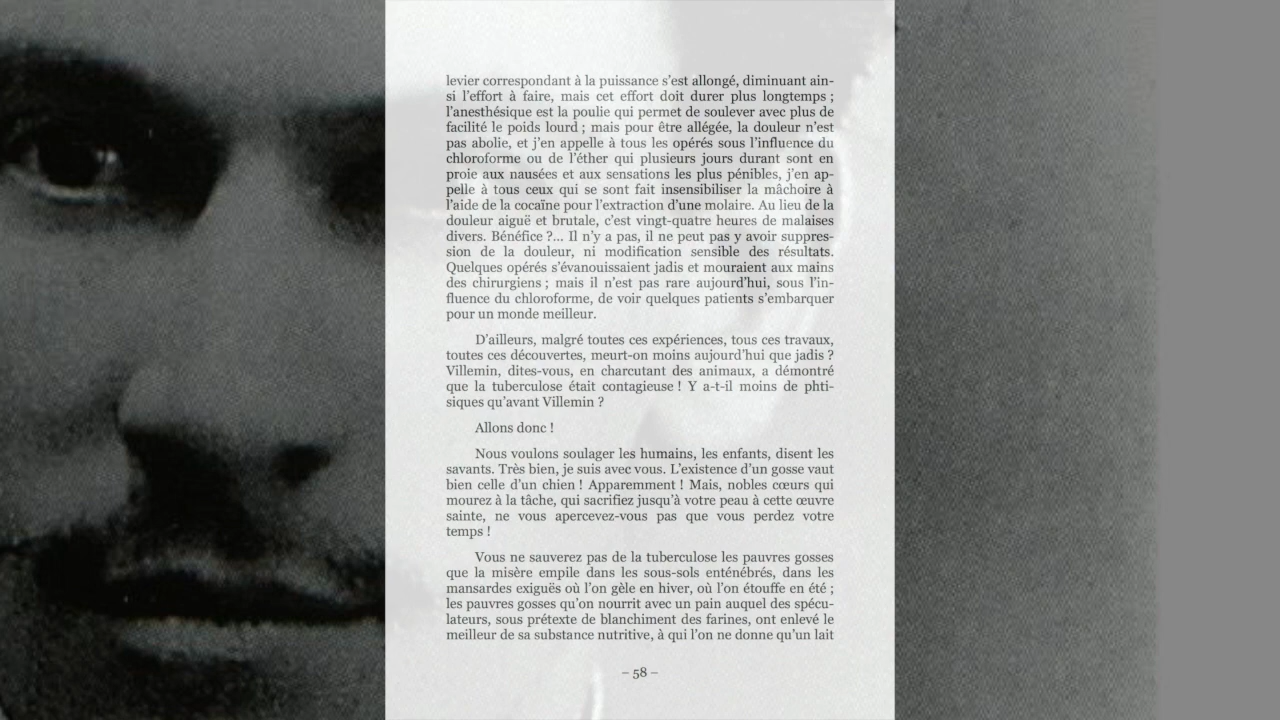 levier correspondant à la puissance s’est allongé, diminuant ain-
si l’effort à faire, mais cet effort doit durer plus longtemps ;
l’anesthésique est la poulie qui permet de soulever avec plus de
facilité le poids lourd ; mais pour être allégée, la douleur n’est
pas abolie, et j’en appelle à tous les opérés sous l’influence du
chloroforme ou de l’éther qui plusieurs jours durant sont en
proie aux nausées et aux sensations les plus pénibles, j’en ap-
pelle à tous ceux qui se sont fait insensibiliser la mâchoire à
l’aide de la cocaïne pour l’extraction d’une molaire. Au lieu de la
douleur aiguë et brutale, c’est vingt-quatre heures de malaises
divers. Bénéfice ?... Il n’y a pas, il ne peut pas y avoir suppres-
sion de la douleur, ni modification sensible des résultats.
Quelques opérés s’évanouissaient jadis et mouraient aux mains
des chirurgiens ; mais il n’est pas rare aujourd’hui, sous l’in-
fluence du chloroforme, de voir quelques patients s’embarquer
pour un monde meilleur.
D’ailleurs, malgré toutes ces expériences, tous ces travaux,
toutes ces découvertes, meurt-on moins aujourd’hui que jadis ?
Villemin, dites-vous, en charcutant des animaux, a démontré
que la tuberculose était contagieuse ! Y a-t-il moins de phti-
siques qu’avant Villemin ?
Allons donc !
Nous voulons soulager les humains, les enfants, disent les
savants. Très bien, je suis avec vous. L’existence d’un gosse vaut
bien celle d’un chien ! Apparemment ! Mais, nobles cœurs qui
mourez à la tâche, qui sacrifiez jusqu’à votre peau à cette œuvre
sainte, ne vous apercevez-vous pas que vous perdez votre
temps !
Vous ne sauverez pas de la tuberculose les pauvres gosses
que la misère empile dans les sous-sols enténébrés, dans les
mansardes exiguës où l’on gèle en hiver, où l’on étouffe en été ;
les pauvres gosses qu’on nourrit avec un pain auquel des spécu-
lateurs, sous prétexte de blanchiment des farines, ont enlevé le
meilleur de sa substance nutritive, à qui l’on ne donne qu’un lait
– 58 –